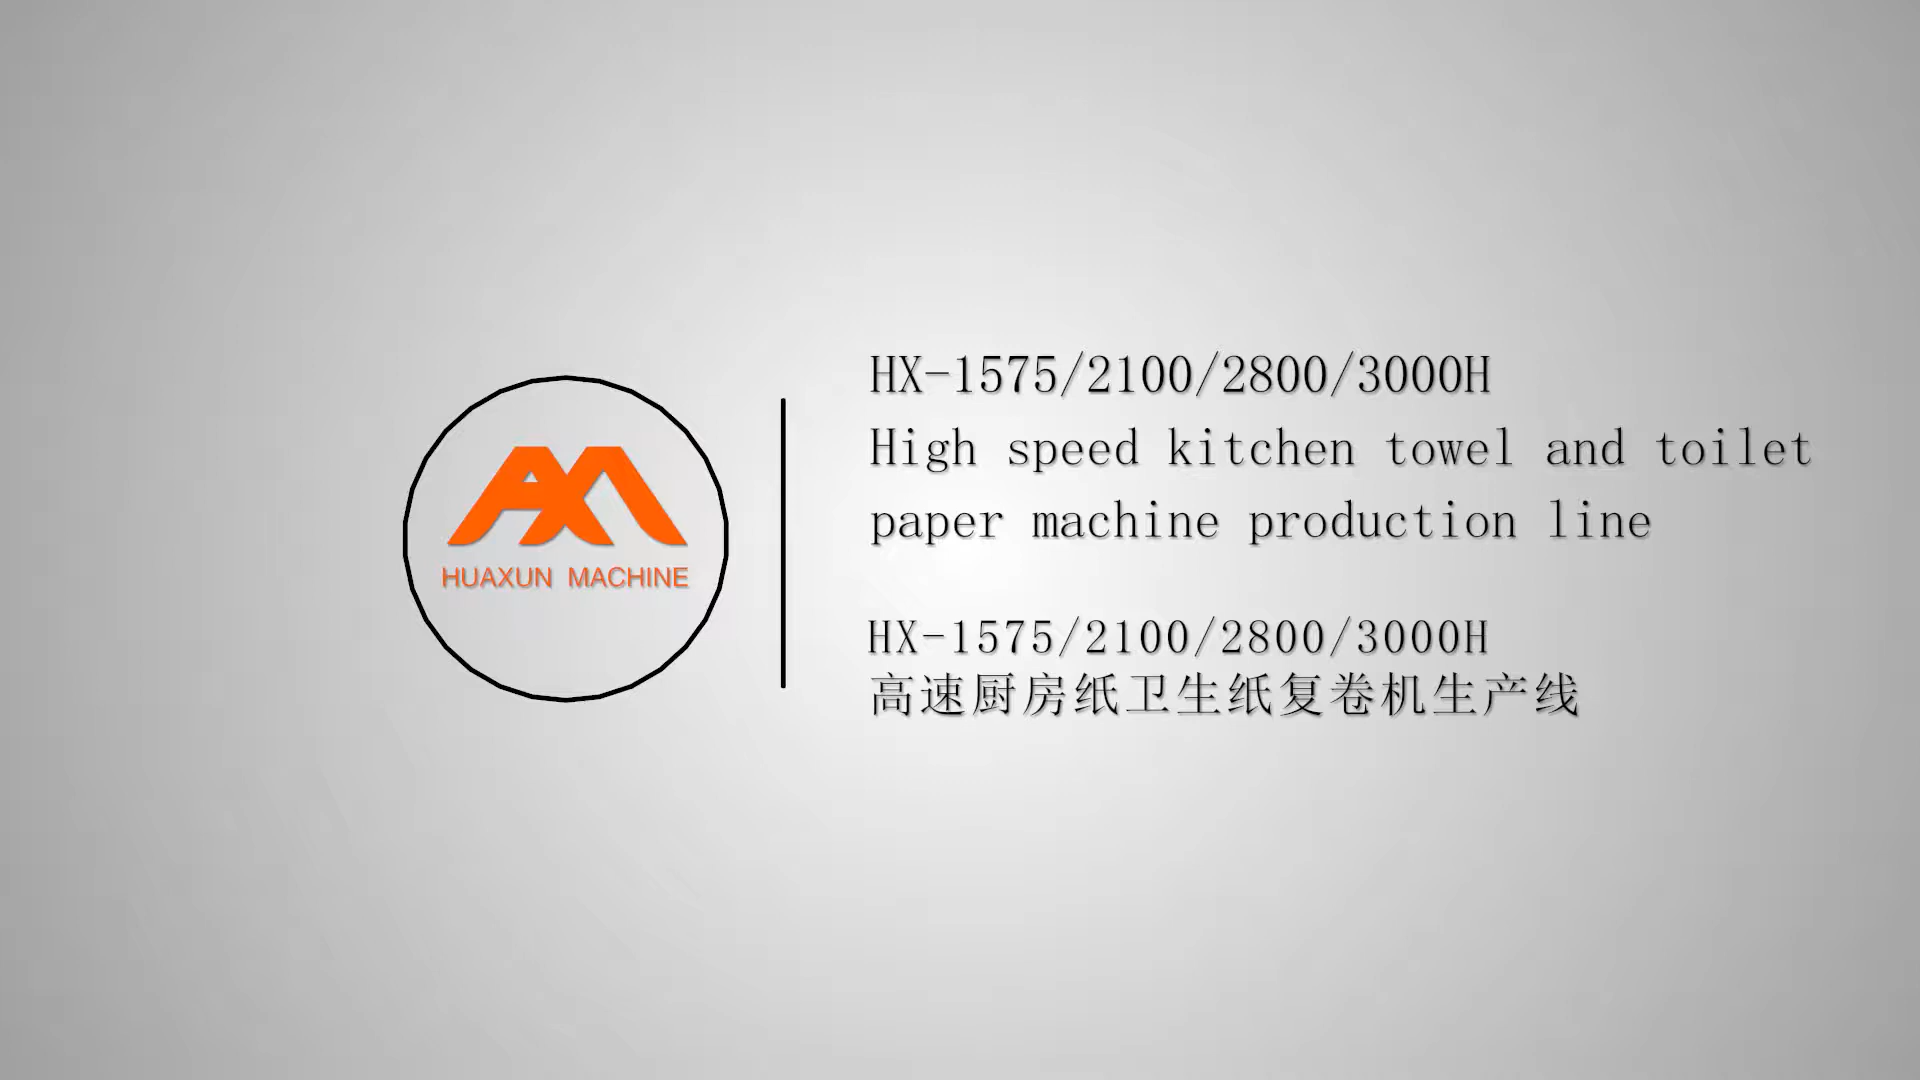 HUAXUN MACHINE
HX-1575/2100/2800/3000H
High speed kitchen towel and toilet
paper machine production line
HX-1575/2100/2800/3000H
高速厨房纸卫生纸复卷机生产线